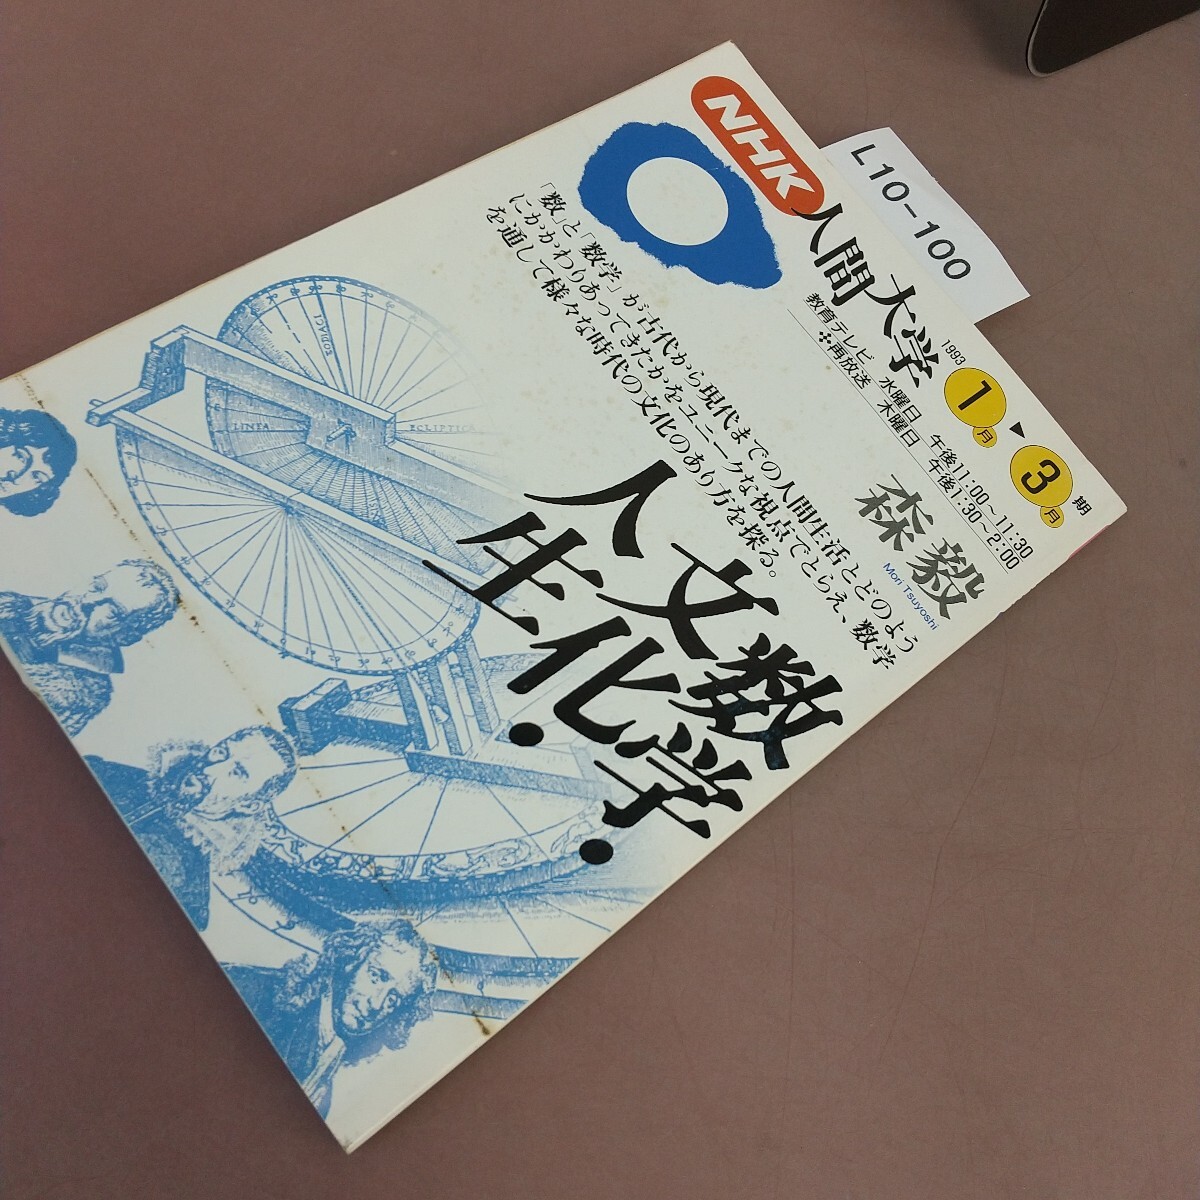 L10-100
NHK
人間大学
1993
1月▶3月期
教育テレビ 水曜日 午後11:00〜11:30
再放送 木曜日 午後1:30〜2:00
「数」と「数学」が古代から現代までの人間生活とどのよう
にかかわりあってきたかをユニークな視点でとらえ、数学
を通して様々な時代の文化のあり方を探る。
森毅
Mori Tsuyoshi
数学・
文化・
人生
LINEA
ECLIPTICA